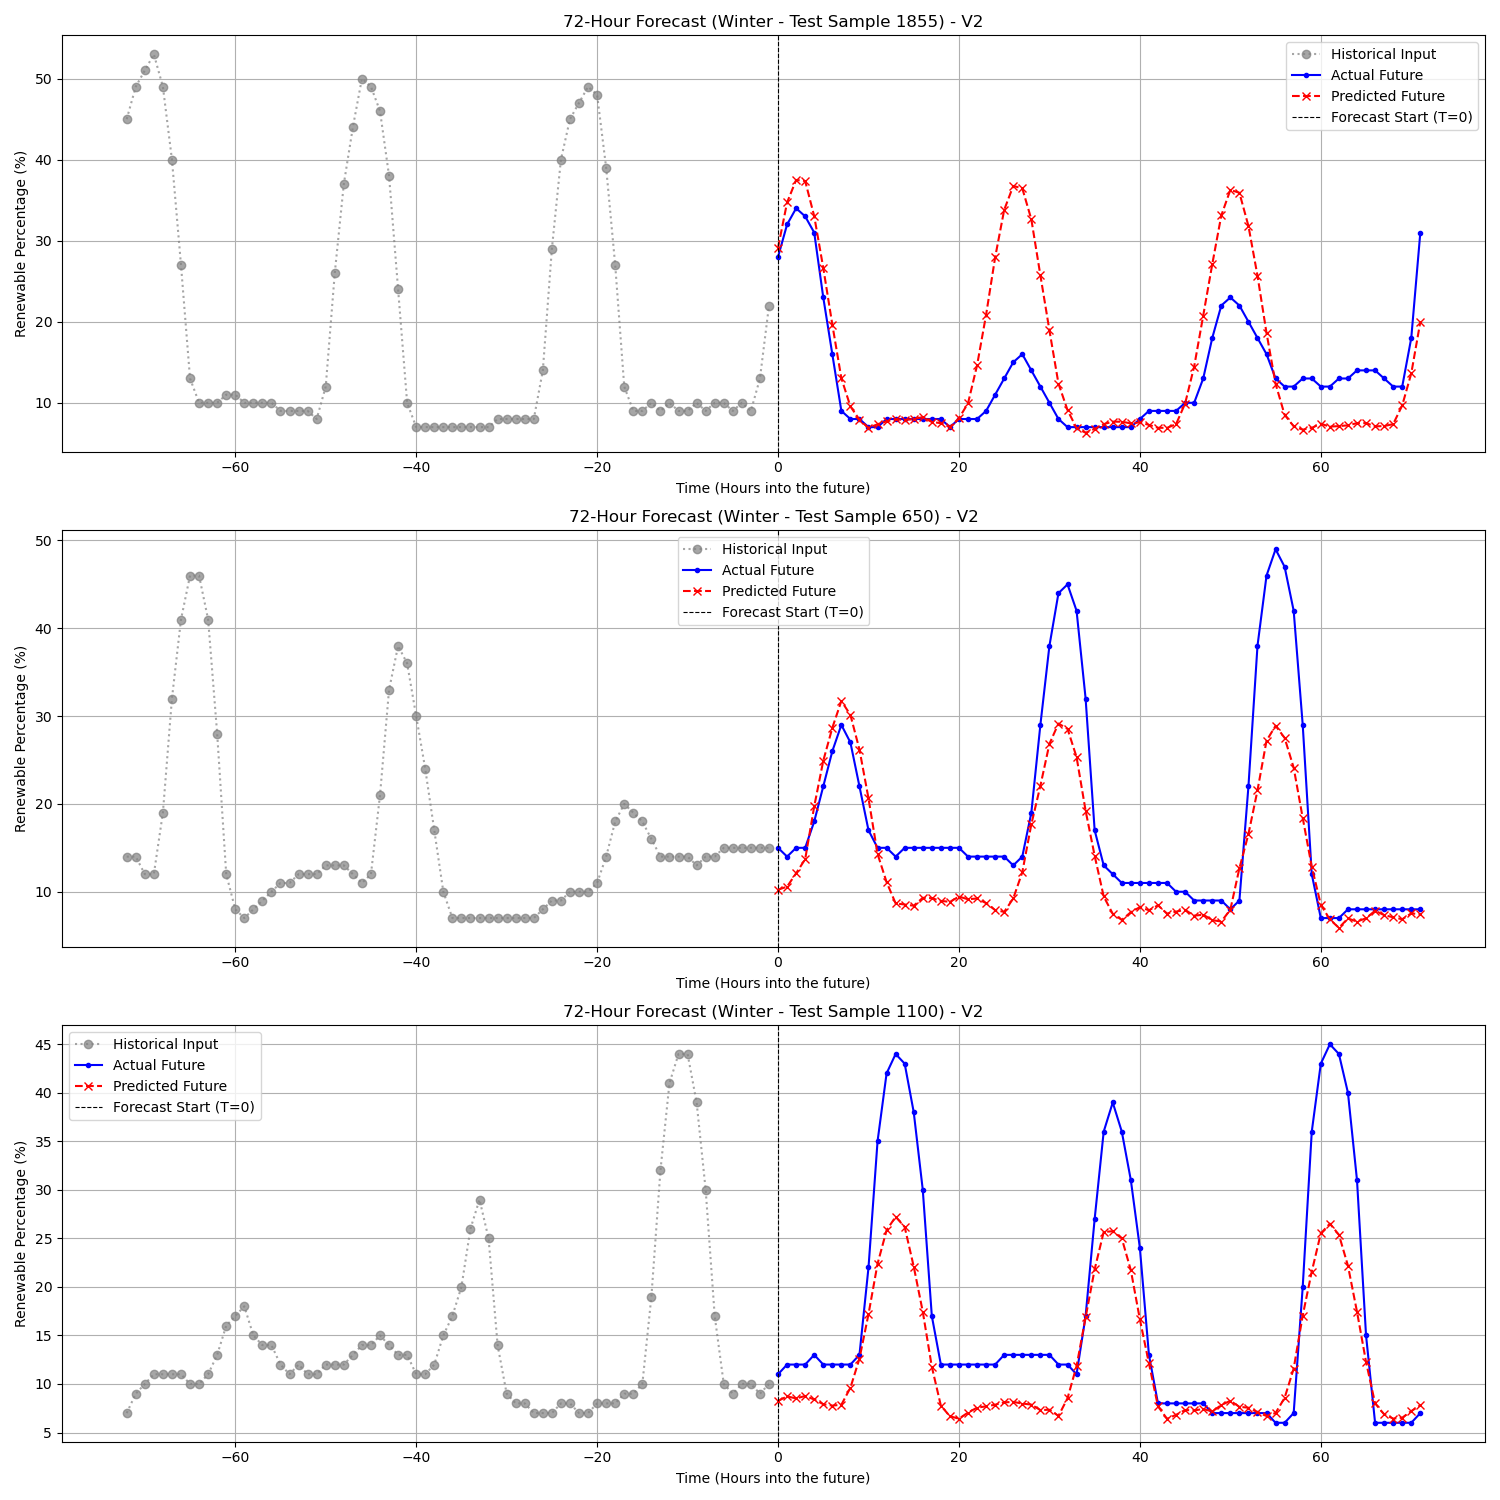 72-Hour Forecast (Winter - Test Sample 1855) - V2
Renewable Percentage (%)
50
40
30
20
10
Historical Input
Actual Future
Predicted Future
Forecast Start (T=0)
−60
−40
−20
0
20
40
60
Time (Hours into the future)
72-Hour Forecast (Winter - Test Sample 650) - V2
Renewable Percentage (%)
50
40
30
20
10
Historical Input
Actual Future
Predicted Future
Forecast Start (T=0)
−60
−40
−20
0
20
40
60
Time (Hours into the future)
72-Hour Forecast (Winter - Test Sample 1100) - V2
Renewable Percentage (%)
45
40
35
30
25
20
15
10
5
Historical Input
Actual Future
Predicted Future
Forecast Start (T=0)
−60
−40
−20
0
20
40
60
Time (Hours into the future)